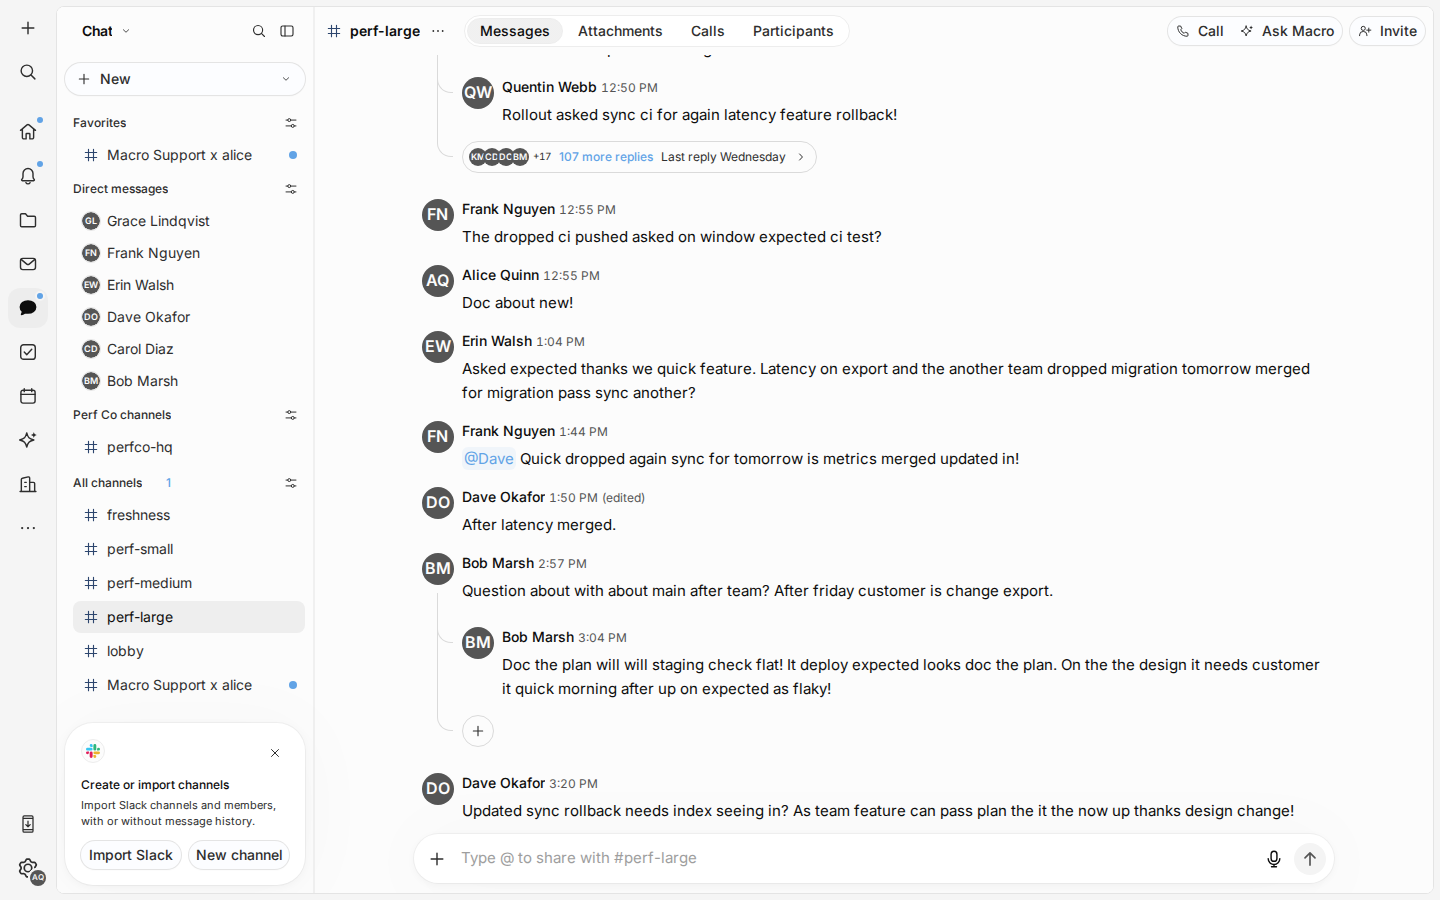 Chat
New
Favorites
Macro Support x alice
Direct messages
GL Grace Lindqvist
FN Frank Nguyen
EW Erin Walsh
DO Dave Okafor
CD Carol Diaz
BM Bob Marsh
Perf Co channels
perfco-hq
All channels 1
freshness
perf-small
perf-medium
perf-large
lobby
Macro Support x alice
Create or import channels
Import Slack channels and members,
with or without message history.
Import Slack New channel
AQ
perf-large Messages Attachments Calls Participants Call Ask Macro Invite
QW Quentin Webb 12:50 PM
Rollout asked sync ci for again latency feature rollback!
BM +17 107 more replies Last reply Wednesday
FN Frank Nguyen 12:55 PM
The dropped ci pushed asked on window expected ci test?
AQ Alice Quinn 12:55 PM
Doc about new!
EW Erin Walsh 1:04 PM
Asked expected thanks we quick feature. Latency on export and the another team dropped migration tomorrow merged
for migration pass sync another?
FN Frank Nguyen 1:44 PM
@Dave Quick dropped again sync for tomorrow is metrics merged updated in!
DO Dave Okafor 1:50 PM (edited)
After latency merged.
BM Bob Marsh 2:57 PM
Question about with about main after team? After friday customer is change export.
BM Bob Marsh 3:04 PM
Doc the plan will will staging check flat! It deploy expected looks doc the plan. On the the design it needs customer
it quick morning after up on expected as flaky!
DO Dave Okafor 3:20 PM
Updated sync rollback needs index seeing in? As team feature can pass plan the it the now up thanks design change!
Type @ to share with #perf-large